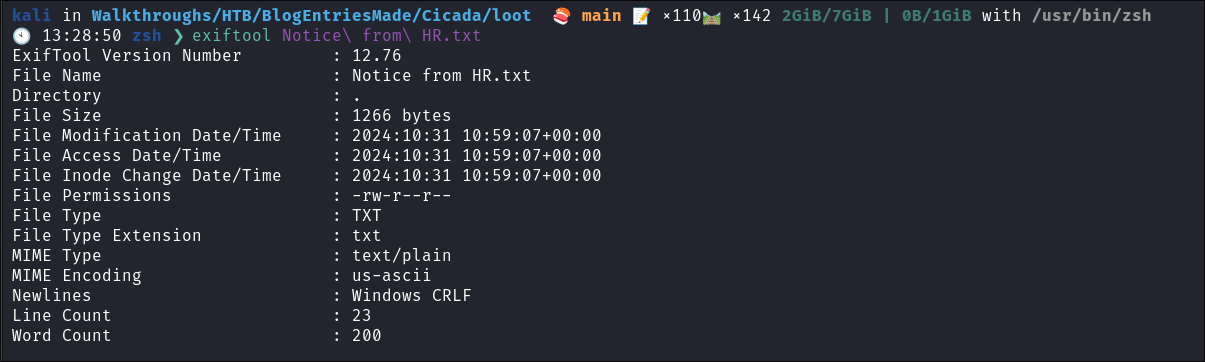 kali in Walkthroughs/HTB/BlogEntriesMade/Cicada/loot 🍣 main 📝 ×110🛤️ ×142 2GiB/7GiB | 0B/1GiB with /usr/bin/zsh
🕙 13:28:50 zsh ❯ exiftool Notice\ from\ HR.txt
ExifTool Version Number : 12.76
File Name : Notice from HR.txt
Directory : .
File Size : 1266 bytes
File Modification Date/Time : 2024:10:31 10:59:07+00:00
File Access Date/Time : 2024:10:31 10:59:07+00:00
File Inode Change Date/Time : 2024:10:31 10:59:07+00:00
File Permissions : -rw-r--r--
File Type : TXT
File Type Extension : txt
MIME Type : text/plain
MIME Encoding : us-ascii
Newlines : Windows CRLF
Line Count : 23
Word Count : 200